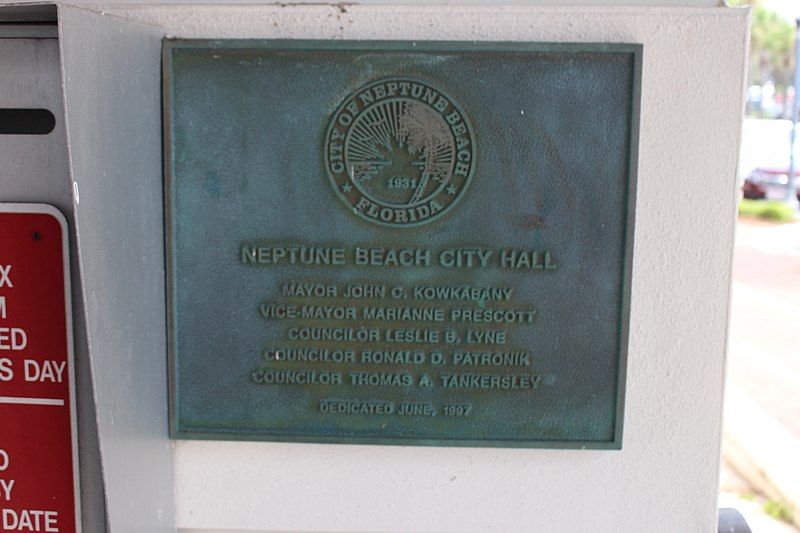 CITY OF NEPTUNE BEACH
1931
FLORIDA
NEPTUNE BEACH CITY HALL
MAYOR JOHN C. KOWKABANY
VICE-MAYOR MARIANNE PRESCOTT
COUNCILOR LESLIE B. LYNE
COUNCILOR RONALD D. PATRONIK
COUNCILOR THOMAS A. TANKERSLEY
DEDICATED JUNE, 1997
X
M
ED
S DAY
O
BY
DATE